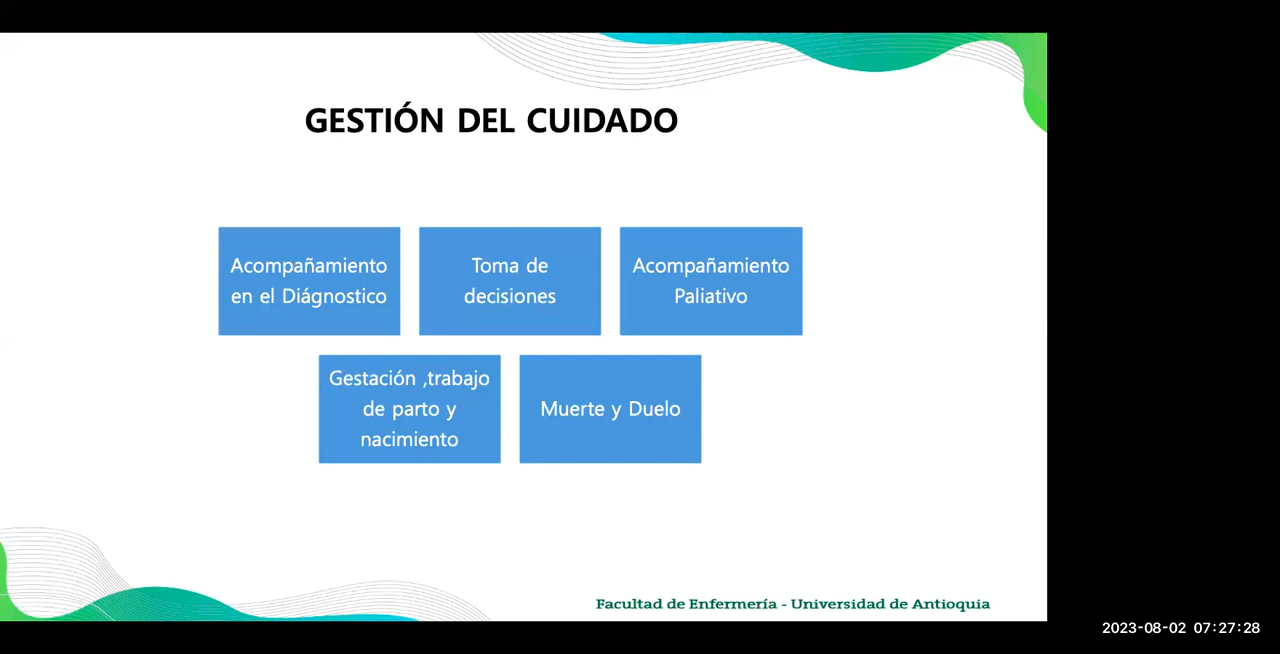 GESTIÓN DEL CUIDADO
Acompañamiento
en el Diágnostico
Toma de
decisiones
Acompañamiento
Paliativo
Gestación ,trabajo
de parto y
nacimiento
Muerte y Duelo
Facultad de Enfermería - Universidad de Antioquia
2023-08-02 07:27:28